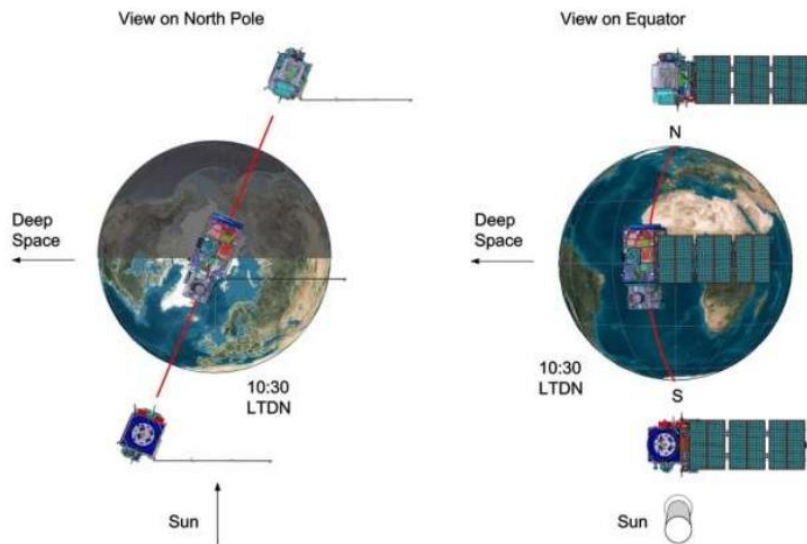 View on North Pole
Deep
Space
10:30
LTDN
Sun
View on Equator
N
Deep
Space
10:30
LTDN
S
Sun